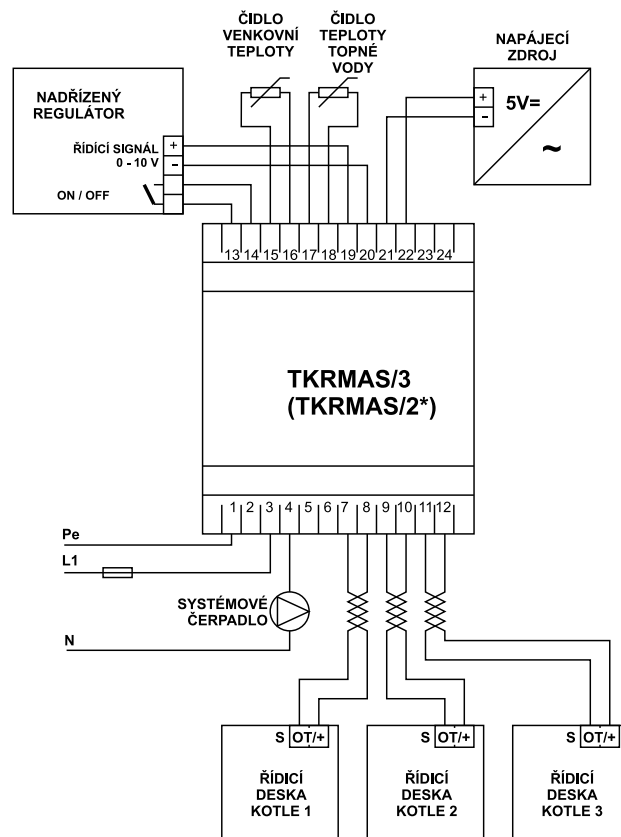 ČIDLO
VENKOVNÍ
TEPLOTY
ČIDLO
TEPLOTY
TOPNÉ
VODY
NAPÁJECÍ
ZDROJ
NADŘÍZENÝ
REGULÁTOR
ŘÍDÍCÍ SIGNÁL
0 - 10 V
+
-
ON / OFF
+
-
5V=
~
13 14 15 16 17 18 19 20 21 22 23 24
TKRMAS/3
(TKRMAS/2*)
1 2 3 4 5 6 7 8 9 10 11 12
Pe
L1
SYSTÉMOVÉ
ČERPADLO
N
S OT/+
ŘÍDICÍ
DESKA
KOTLE 1
S OT/+
ŘÍDICÍ
DESKA
KOTLE 2
S OT/+
ŘÍDICÍ
DESKA
KOTLE 3